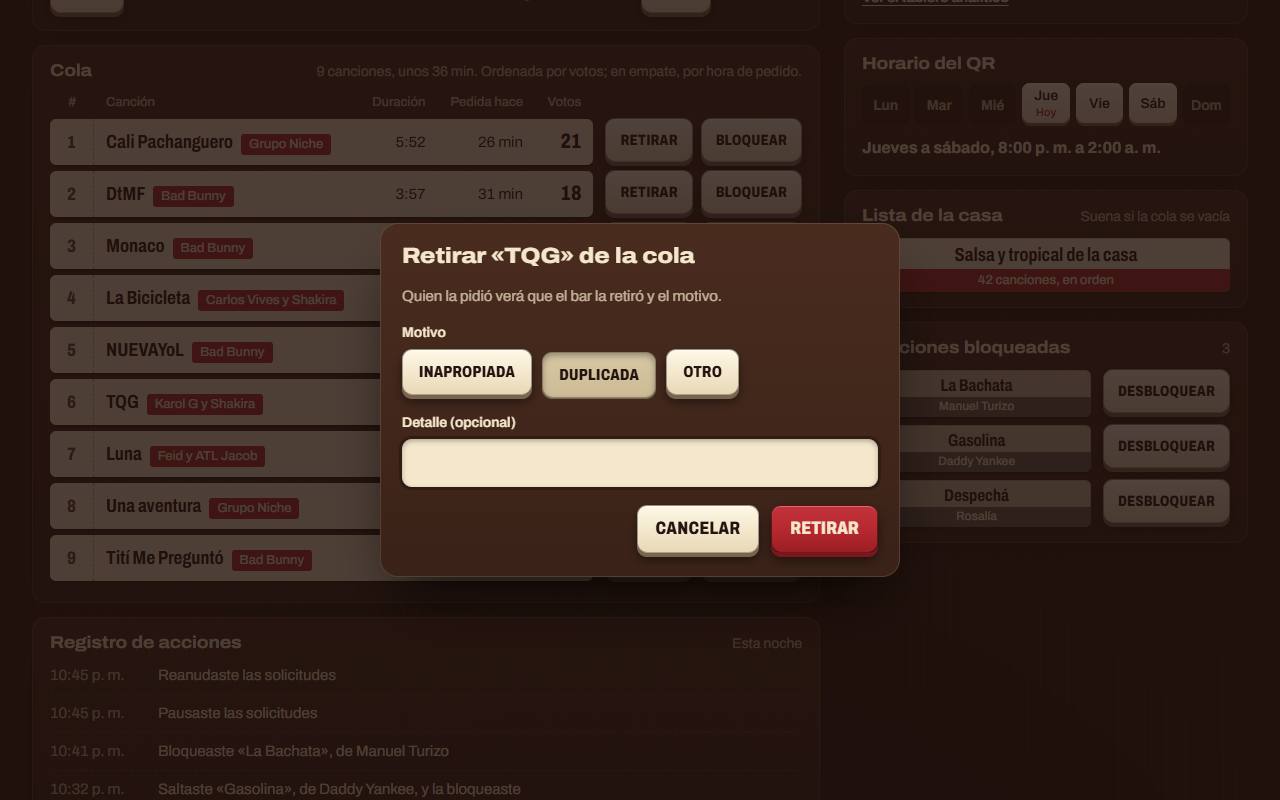 Cola
9 canciones, unos 36 min. Ordenada por votos; en empate, por hora de pedido.
# Canción Duración Pedida hace Votos
1 Cali Pachanguero Grupo Niche 5:52 26 min 21 RETIRAR BLOQUEAR
2 DtMF Bad Bunny 3:57 31 min 18 RETIRAR BLOQUEAR
3 Monaco Bad Bunny
4 La Bicicleta Carlos Vives y Shakira
5 NUEVAYoL Bad Bunny
6 TQG Karol G y Shakira
7 Luna Feid y ATL Jacob
8 Una aventura Grupo Niche
9 Tití Me Preguntó Bad Bunny
Retirar «TQG» de la cola
Quien la pidió verá que el bar la retiró y el motivo.
Motivo
INAPROPIADA DUPLICADA OTRO
Detalle (opcional)
CANCELAR RETIRAR
Registro de acciones Esta noche
10:45 p. m. Reanudaste las solicitudes
10:45 p. m. Pausaste las solicitudes
10:41 p. m. Bloqueaste «La Bachata», de Manuel Turizo
10:32 p. m. Saltaste «Gasolina», de Daddy Yankee, y la bloqueaste
Horario del QR
Lun Mar Mié Jue Vie Sáb Dom
Hoy
Jueves a sábado, 8:00 p. m. a 2:00 a. m.
Lista de la casa Suena si la cola se vacía
Salsa y tropical de la casa
42 canciones, en orden
ciones bloqueadas 3
La Bachata
Manuel Turizo
DESBLOQUEAR
Gasolina
Daddy Yankee
DESBLOQUEAR
Despechá
Rosalía
DESBLOQUEAR